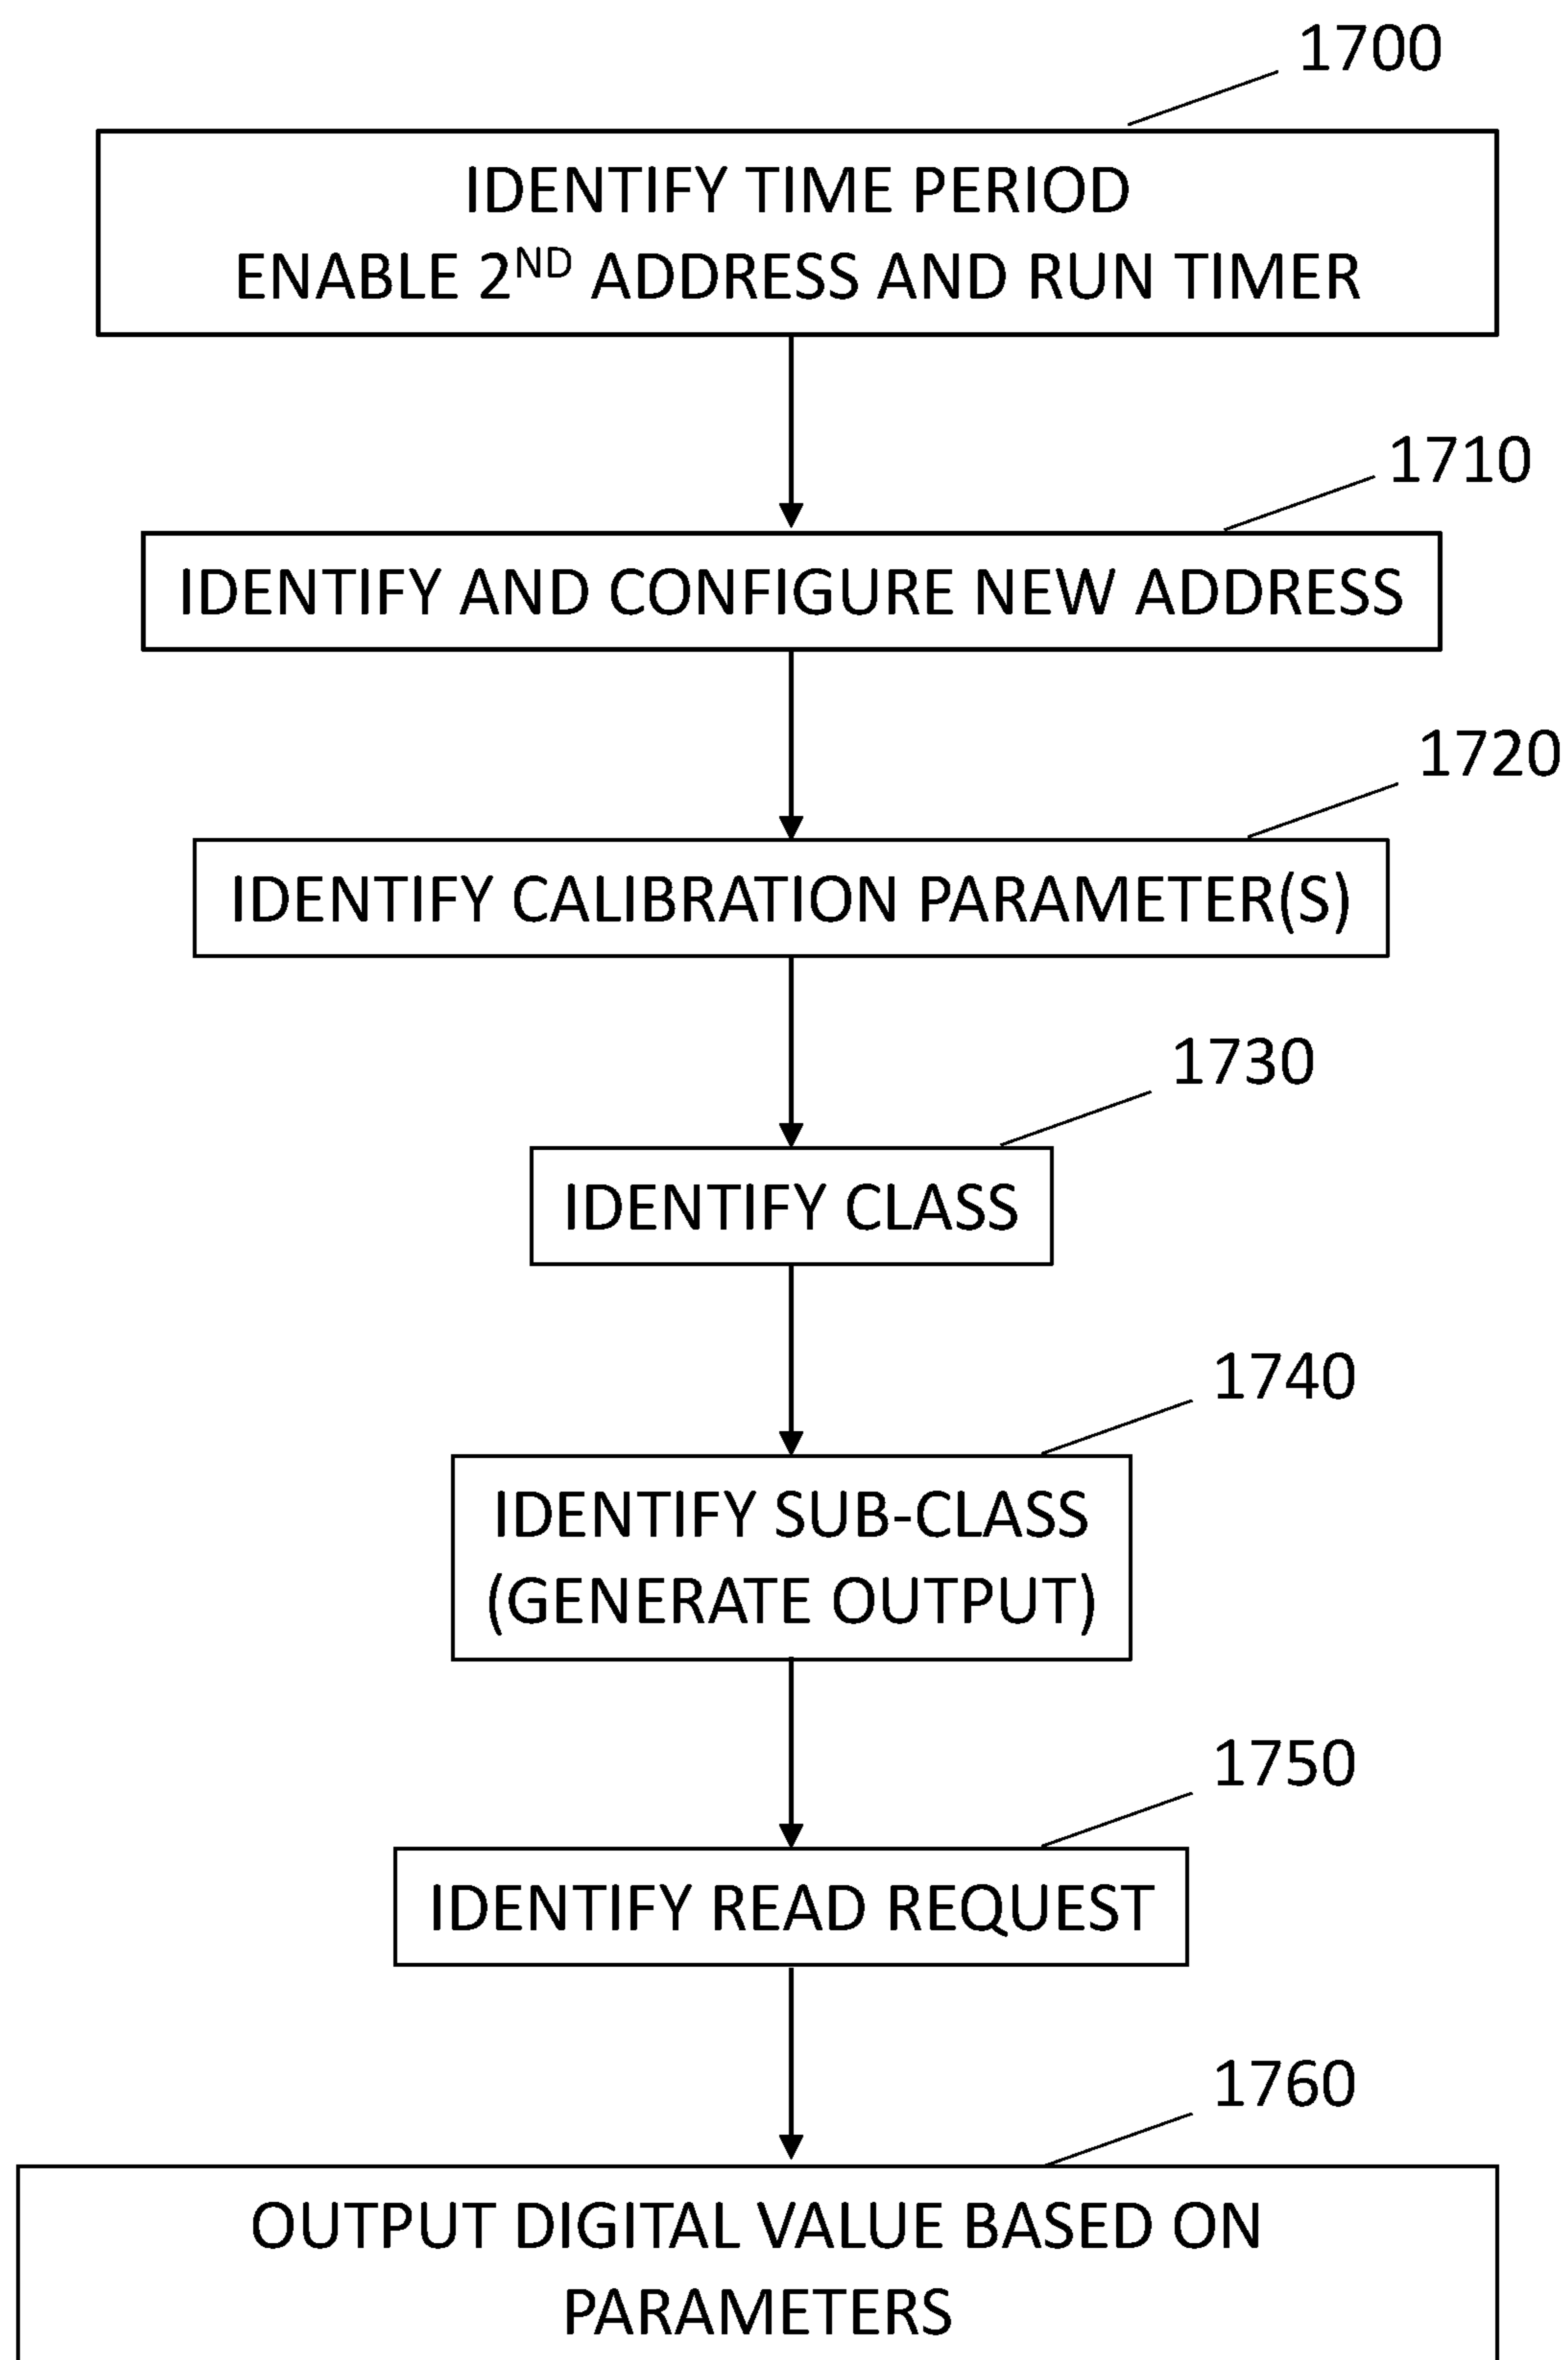 1700
IDENTIFY TIME PERIOD
ENABLE 2ND ADDRESS AND RUN TIMER
1710
IDENTIFY AND CONFIGURE NEW ADDRESS
1720
IDENTIFY CALIBRATION PARAMETER(S)
1730
IDENTIFY CLASS
1740
IDENTIFY SUB-CLASS
(GENERATE OUTPUT)
1750
IDENTIFY READ REQUEST
1760
OUTPUT DIGITAL VALUE BASED ON
PARAMETERS